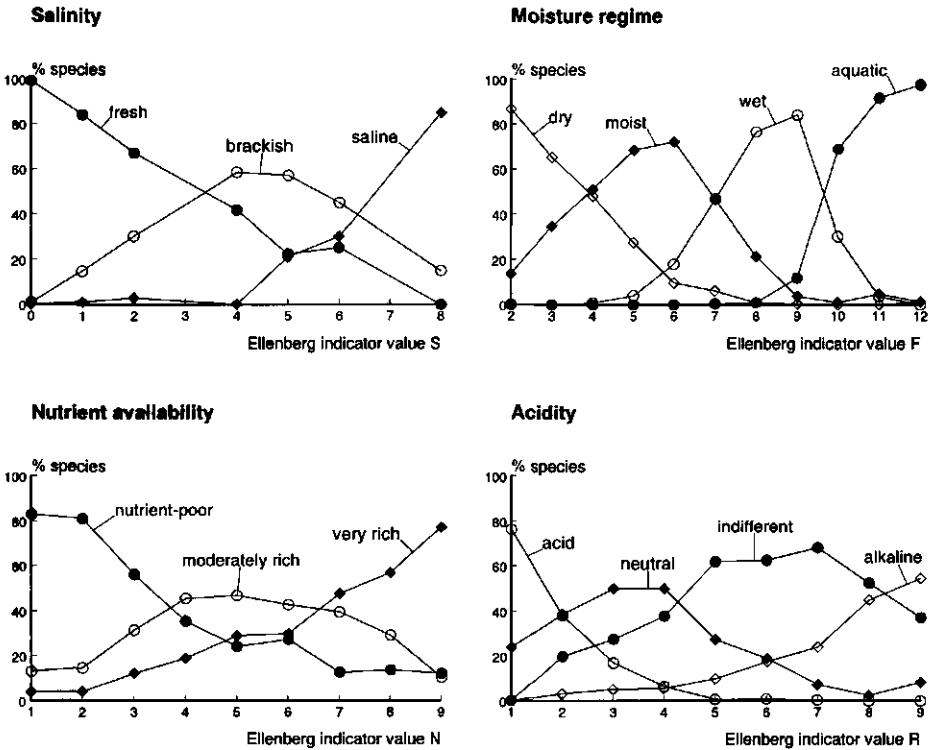 Salinity
% species
100
80
60
40
20
0
fresh
brackish
saline
0 1 2 3 4 5 6 7 8
Ellenberg indicator value S
Moisture regime
% species
100
80
60
40
20
0
dry
moist
wet
aquatic
2 3 4 5 6 7 8 9 10 11 12
Ellenberg indicator value F
Nutrient availability
% species
100
80
60
40
20
0
nutrient-poor
moderately rich
very rich
1 2 3 4 5 6 7 8 9
Ellenberg indicator value N
Acidity
% species
100
80
60
40
20
0
acid
neutral
indifferent
alkaline
1 2 3 4 5 6 7 8 9
Ellenberg indicator value R